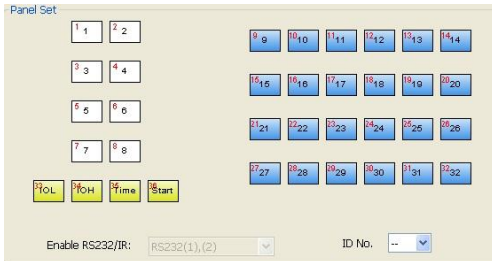 Panel Set
1 1 2 2
9 9 10 10 11 11 12 12 13 13 14 14
3 3 4 4
15 15 16 16 17 17 18 18 19 19 20 20
5 5 6 6
21 21 22 22 23 23 24 24 25 25 26 26
7 7 8 8
27 27 28 28 29 29 30 30 31 31 32 32
33 TOL 34 TOH 35 Time 36 Start
Enable RS232/IR: RS232(1),(2) ID No. --